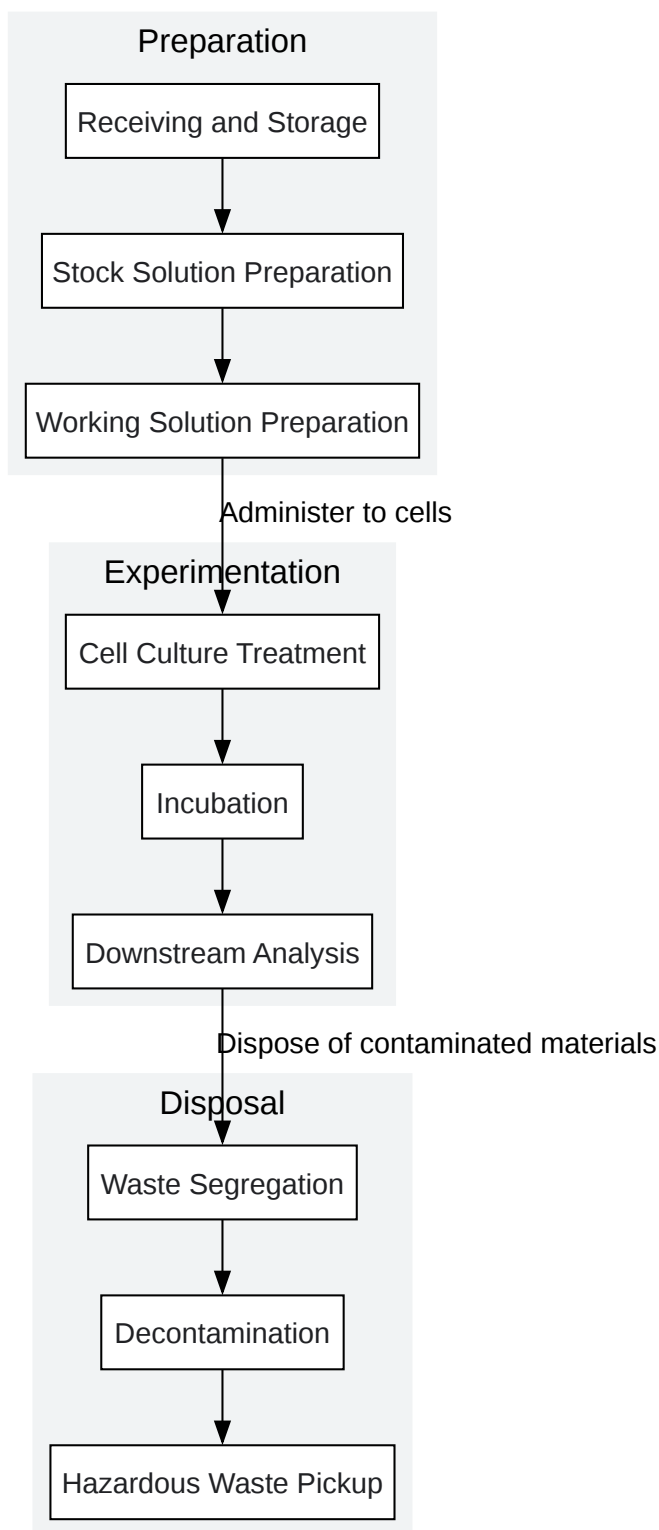 Preparation
Receiving and Storage
Stock Solution Preparation
Working Solution Preparation
Administer to cells
Experimentation
Cell Culture Treatment
Incubation
Downstream Analysis
Dispose of contaminated materials
Disposal
Waste Segregation
Decontamination
Hazardous Waste Pickup